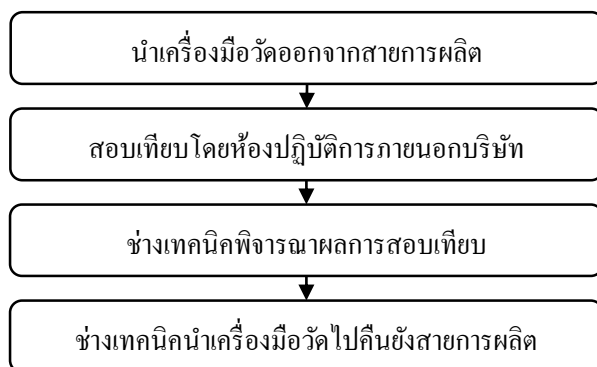 นำเครื่องมือวัดออกจากสายการผลิต
สอบเทียบโดยห้องปฏิบัติการภายนอกบริษัท
ช่างเทคนิคพิจารณาผลการสอบเทียบ
ช่างเทคนิคนำเครื่องมือวัดไปคืนยังสายการผลิต